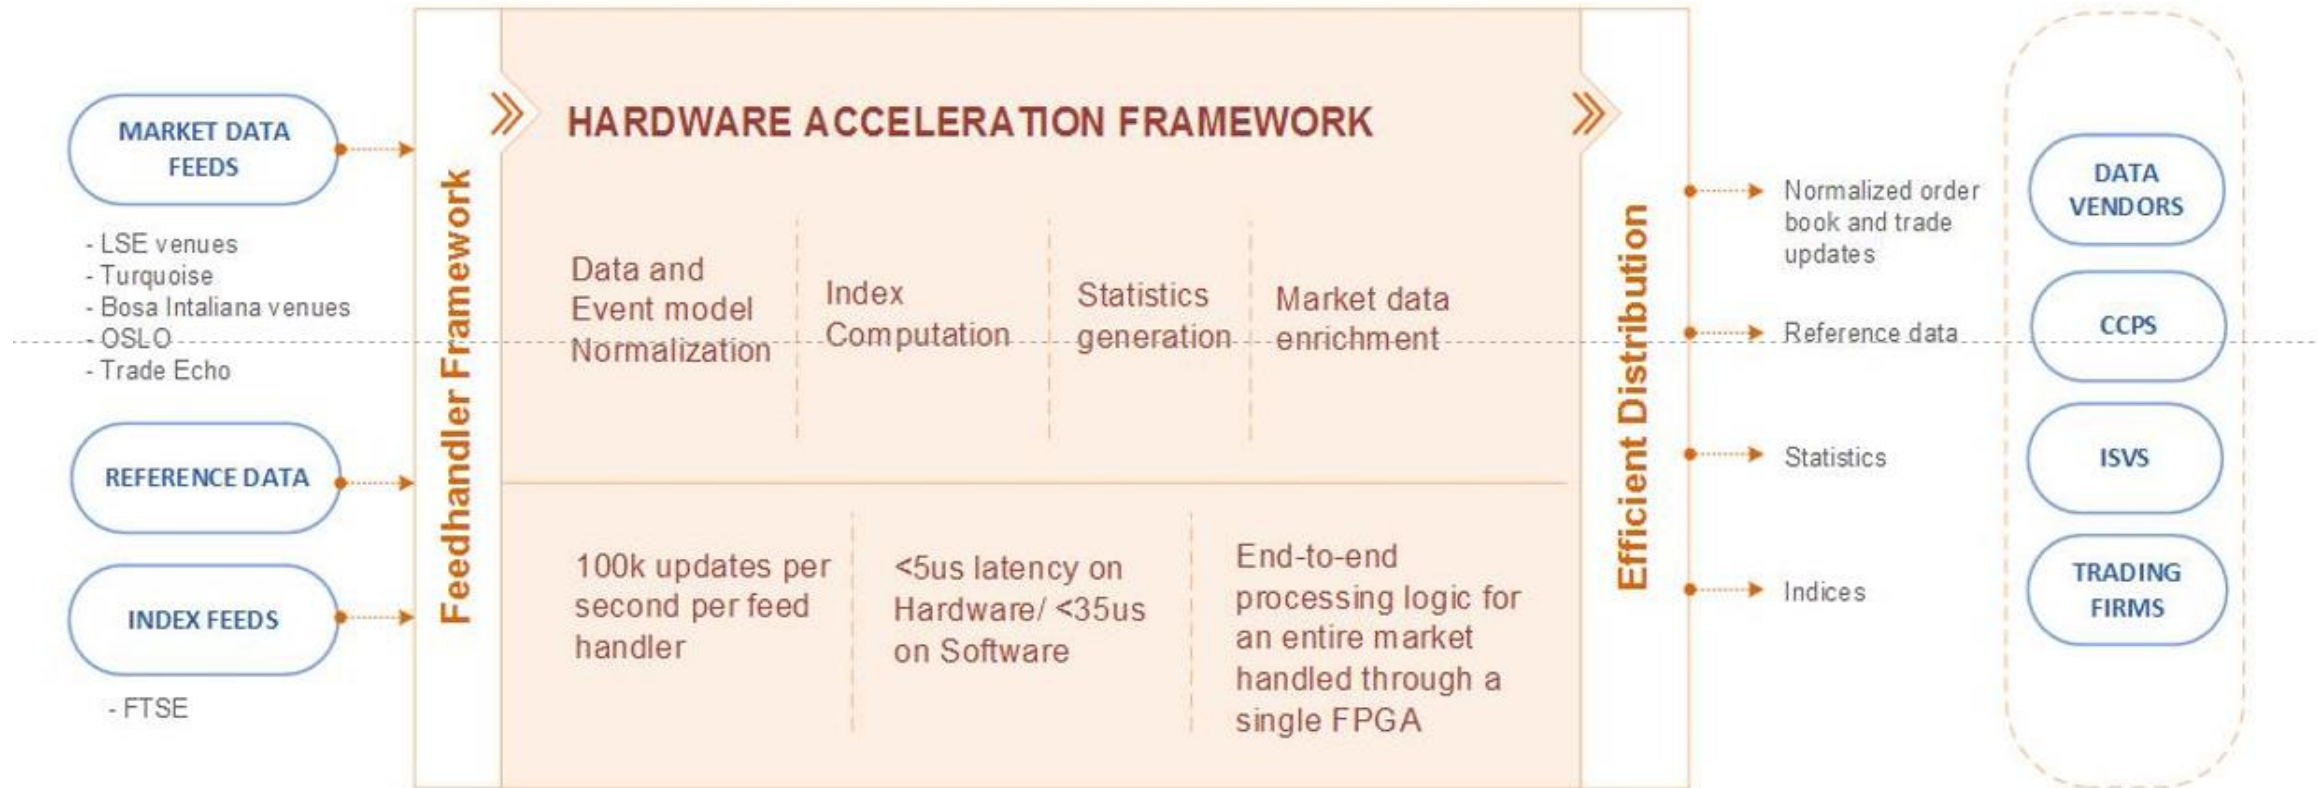 MARKET DATA
FEEDS
- LSE venues
- Turquoise
- Bosa Intaliana venues
- OSLO
- Trade Echo
REFERENCE DATA
INDEX FEEDS
- FTSE
Feedhandler Framework
HARDWARE ACCELERATION FRAMEWORK
Data and
Event model
Normalization
Index
Computation
Statistics
generation
Market data
enrichment
100k updates per
second per feed
handler
<5us latency on
Hardware/ <35us
on Software
End-to-end
processing logic for
an entire market
handled through a
single FPGA
Efficient Distribution
Normalized order
book and trade
updates
Reference data
Statistics
Indices
DATA
VENDORS
CCPS
ISVS
TRADING
FIRMS